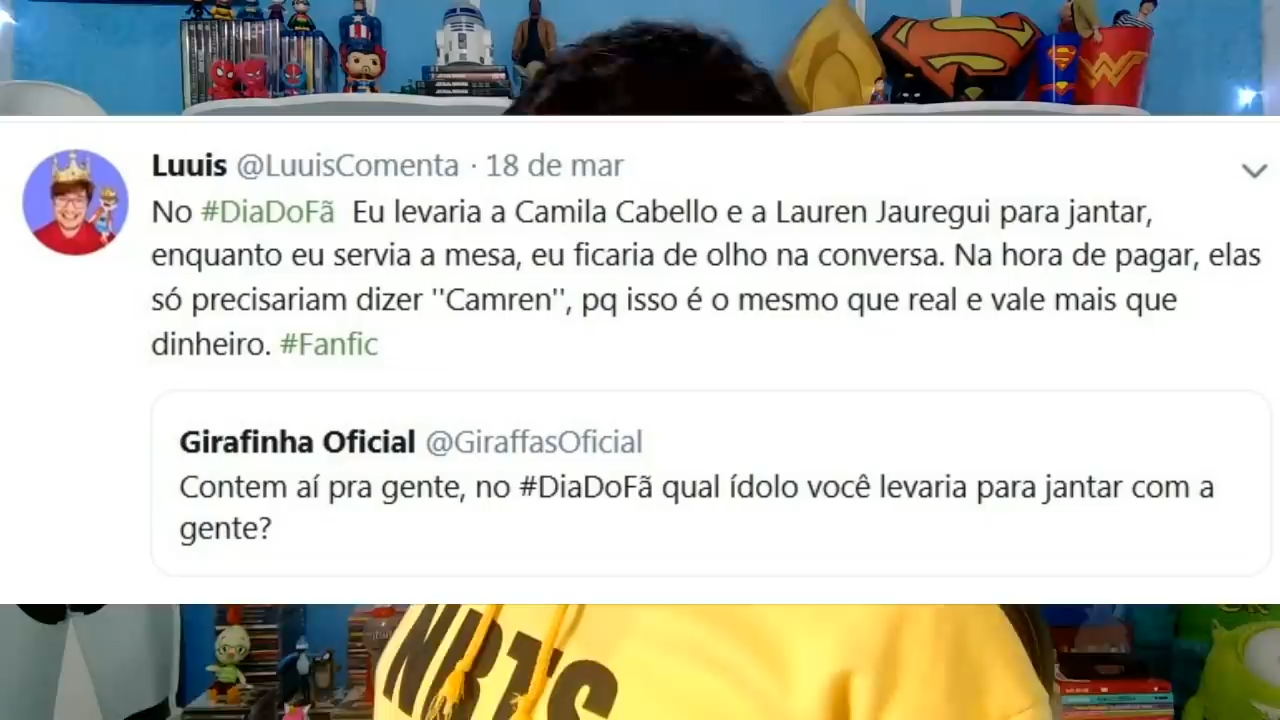 Luuis @LuuisComenta · 18 de mar
No #DiaDoFã Eu levaria a Camila Cabello e a Lauren Jauregui para jantar,
enquanto eu servia a mesa, eu ficaria de olho na conversa. Na hora de pagar, elas
só precisariam dizer ''Camren'', pq isso é o mesmo que real e vale mais que
dinheiro. #Fanfic
Girafinha Oficial @GiraffasOficial
Contem aí pra gente, no #DiaDoFã qual ídolo você levaria para jantar com a
gente?